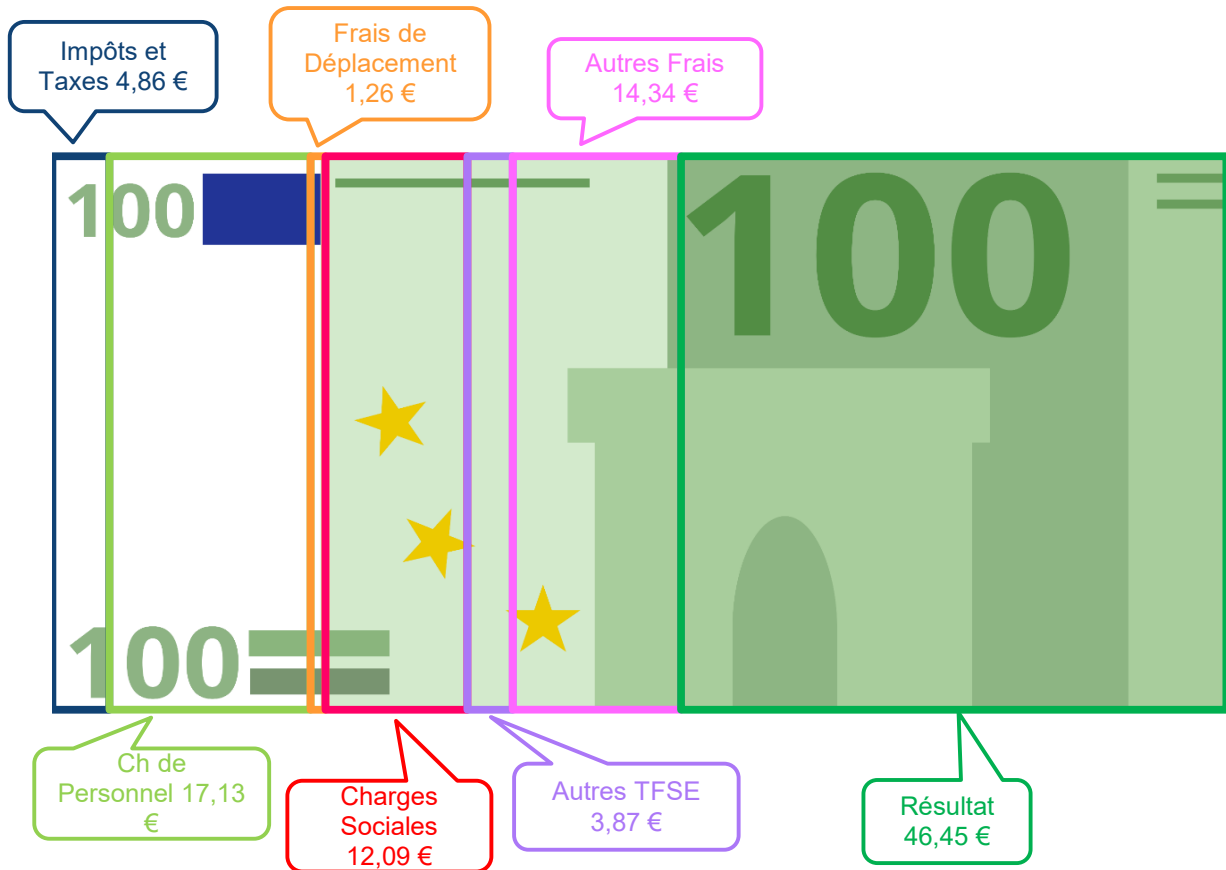 Impôts et
Taxes 4,86 €
Frais de
Déplacement
1,26 €
Autres Frais
14,34 €
100
100
100
Ch de
Personnel 17,13
€
Charges
Sociales
12,09 €
Autres TFSE
3,87 €
Résultat
46,45 €